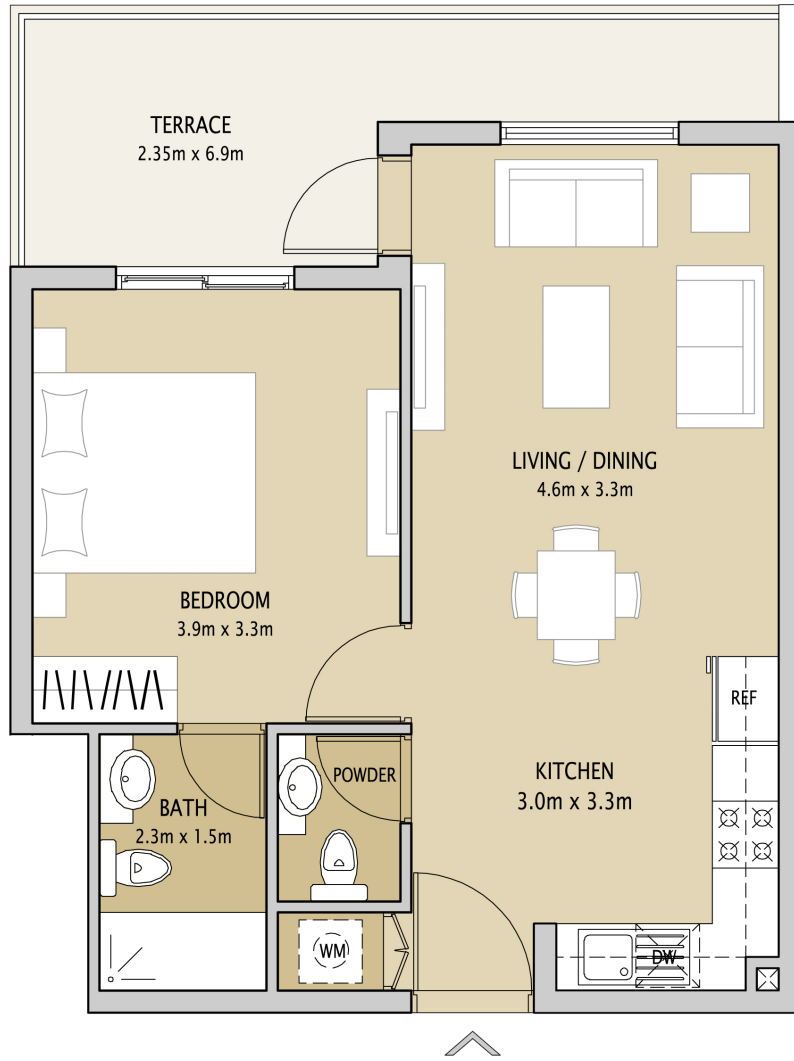 TERRACE
2.35m x 6.9m
LIVING / DINING
4.6m x 3.3m
BEDROOM
3.9m x 3.3m
REF
POWDER
KITCHEN
3.0m x 3.3m
BATH
2.3m x 1.5m
WM
DW